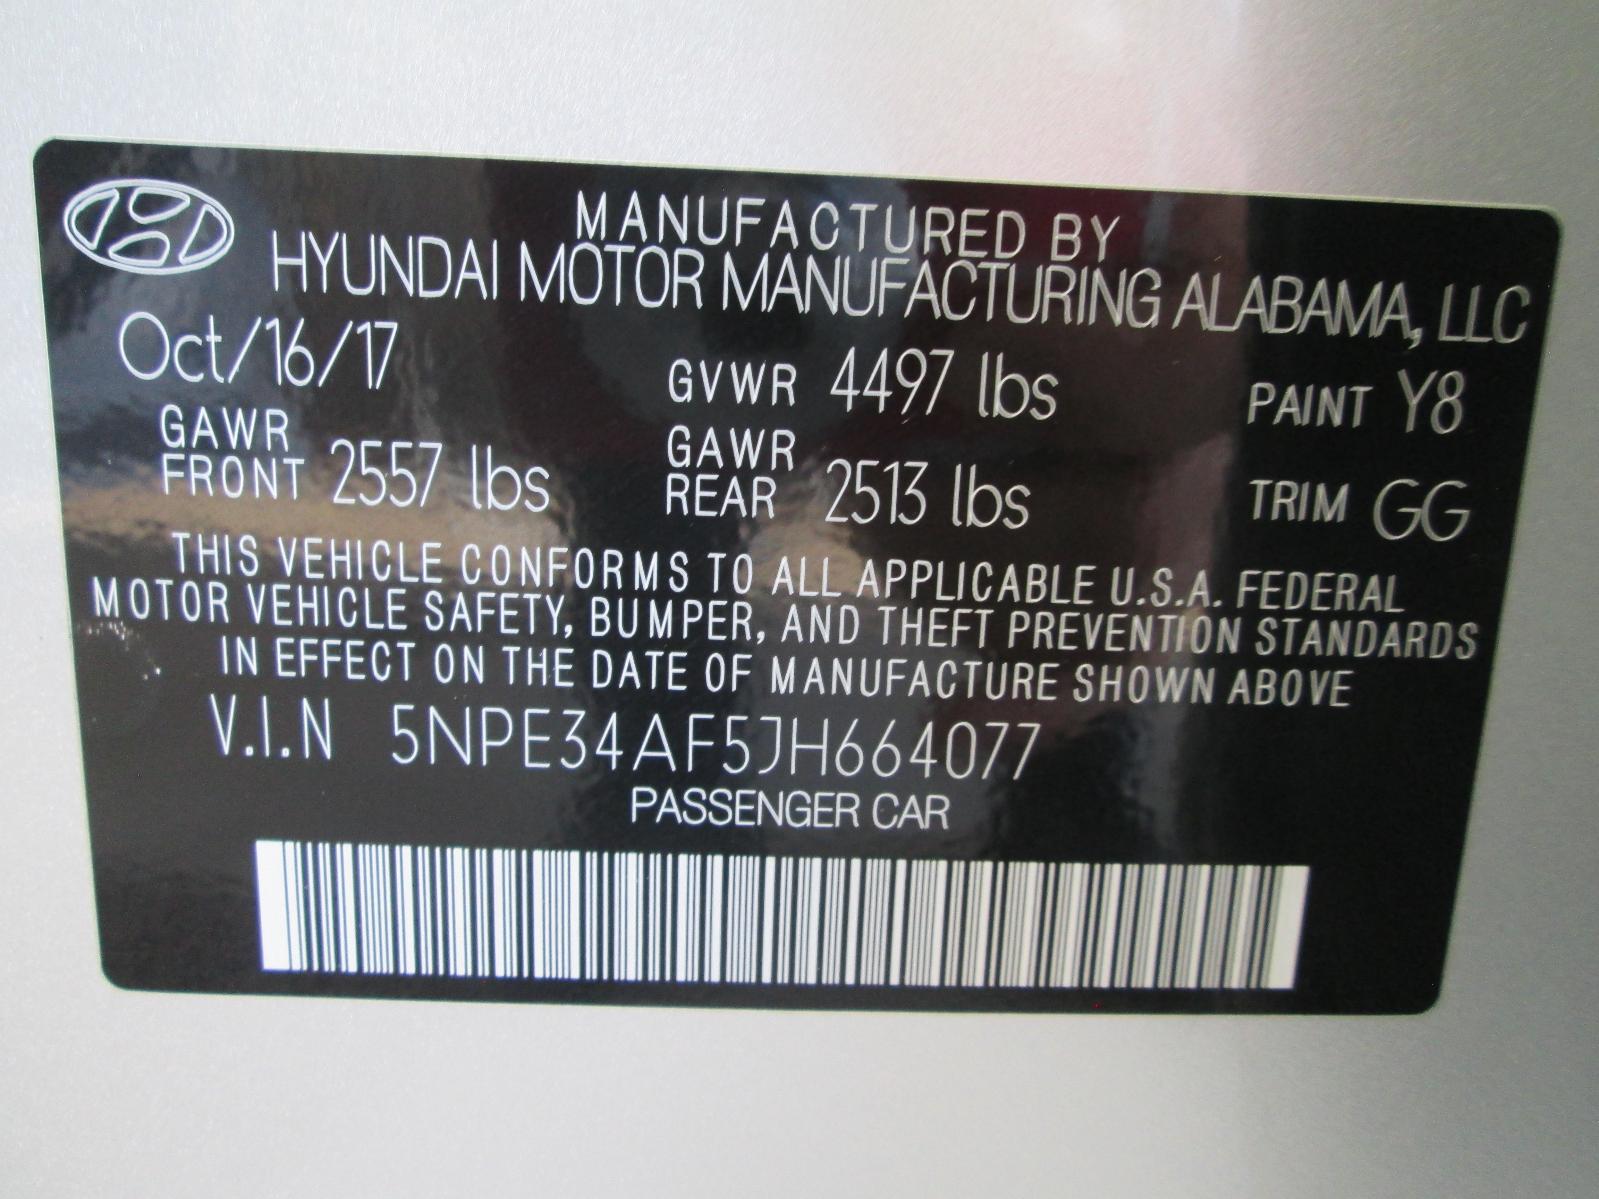 MANUFACTURED BY
HYUNDAI MOTOR MANUFACTURING ALABAMA, LLC
Oct/16/17 GVWR 4497 lbs PAINT Y8
GAWR FRONT 2557 lbs GAWR REAR 2513 lbs TRIM GG
THIS VEHICLE CONFORMS TO ALL APPLICABLE U.S.A. FEDERAL
MOTOR VEHICLE SAFETY, BUMPER, AND THEFT PREVENTION STANDARDS
IN EFFECT ON THE DATE OF MANUFACTURE SHOWN ABOVE
V.I.N 5NPE34AF5JH664077
PASSENGER CAR